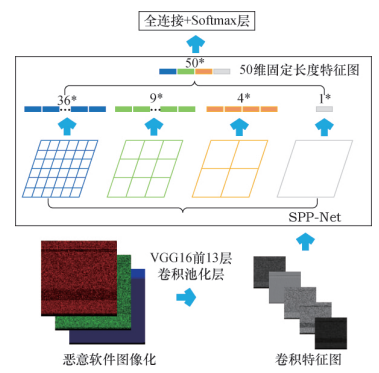 全连接+Softmax层
50*
50维固定长度特征图
36*
9*
4*
1*
SPP-Net
VGG16前13层
卷积池化层
恶意软件图像化
卷积特征图